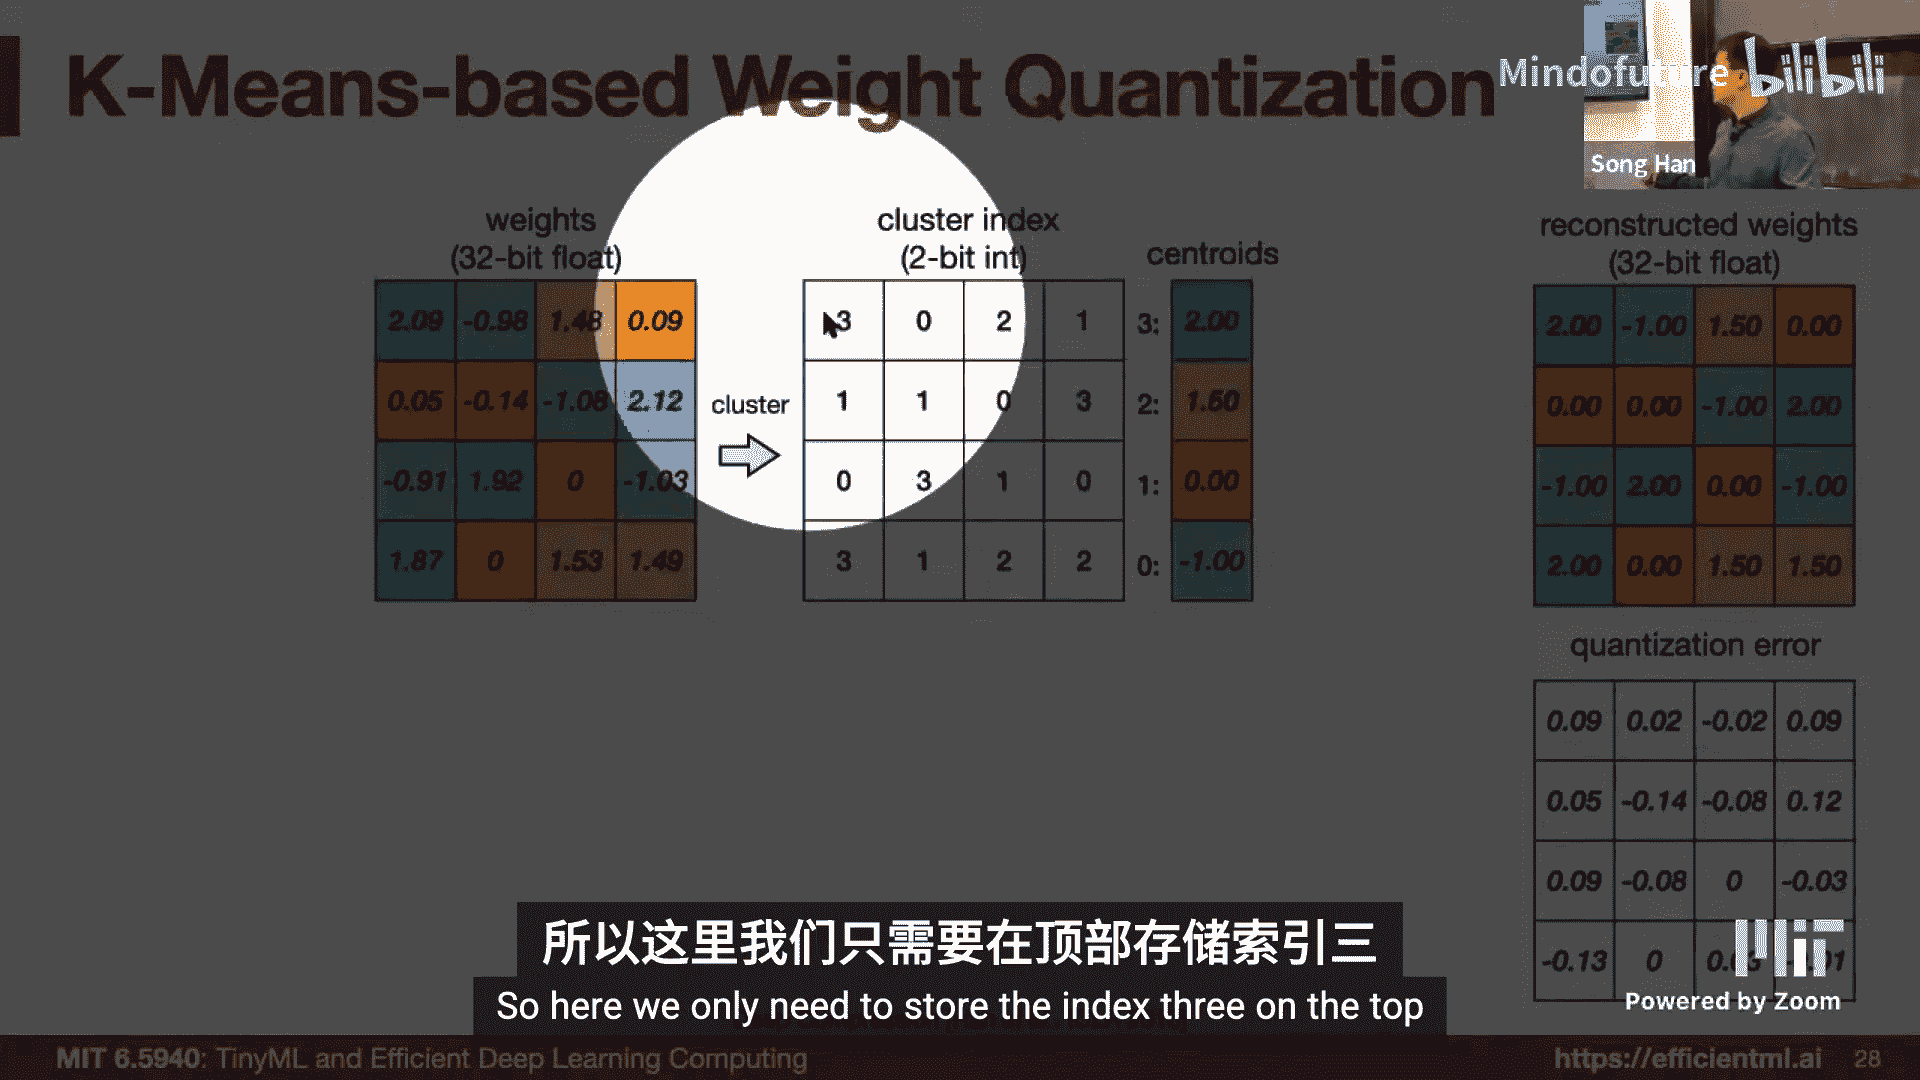 K-Means-based Weight Quantization
Mindofuture bilibili
Song Han
weights
(32-bit float)
2.09 -0.98 1.48 0.09
0.05 -0.14 -1.08 2.12
-0.91 1.92 0 -1.03
1.87 0 1.53 1.49
cluster
cluster index
(2-bit int)
3 0 2 1
1 1 0 3
0 3 1 0
3 1 2 2
centroids
3: 2.00
2: 1.50
1: 0.00
0: -1.00
reconstructed weights
(32-bit float)
2.00 -1.00 1.50 0.00
0.00 0.00 -1.00 2.00
-1.00 2.00 0.00 -1.00
2.00 0.00 1.50 1.50
quantization error
0.09 0.02 -0.02 0.09
0.05 -0.14 -0.08 0.12
0.09 -0.08 0 -0.03
-0.13 0
MIT
Powered by Zoom
所以这里我们只需要在顶部存储索引三
So here we only need to store the index three on the top
MIT 6.5940: TinyML and Efficient Deep Learning Computing
https://efficientml.ai 28